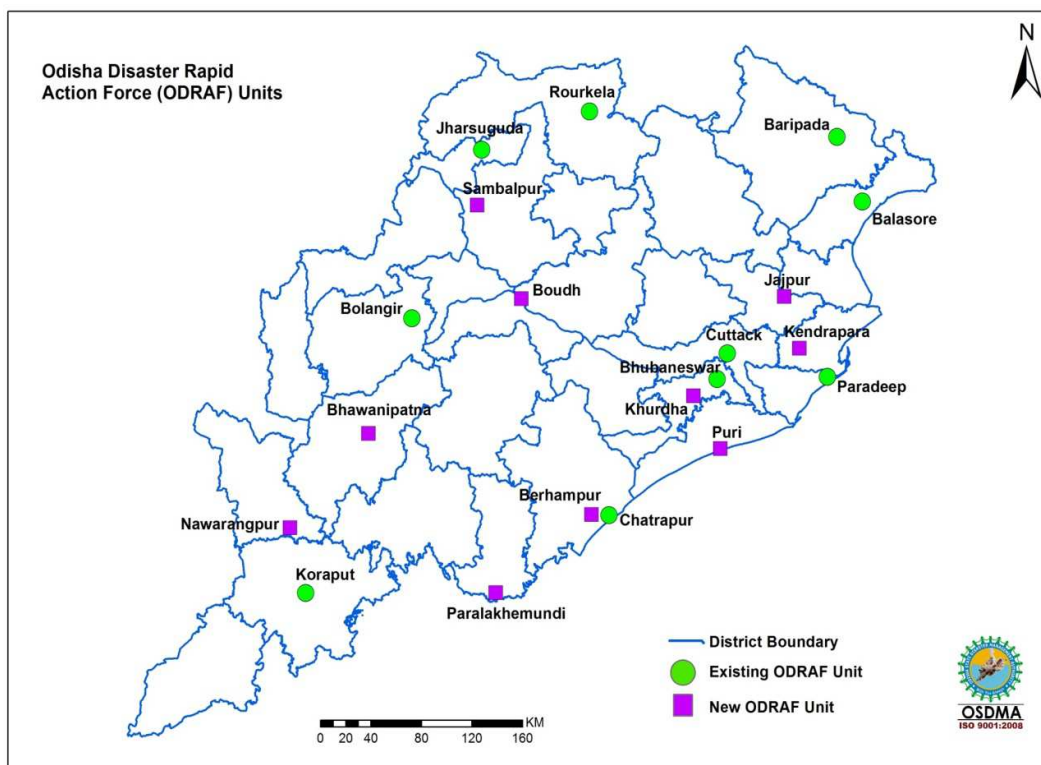 Odisha Disaster Rapid
Action Force (ODRAF) Units
N
Rourkela
Jharsuguda
Baripada
Sambalpur
Balasore
Jajpur
Boudh
Bolangir
Cuttack
Kendrapara
Bhubaneswar
Paradeep
Khurdha
Bhawanipatna
Puri
Berhampur
Chatrapur
Nawarangpur
Koraput
Paralakhemundi
District Boundary
Existing ODRAF Unit
New ODRAF Unit
KM
0 20 40 80 120 160
OSDMA
ISO 9001:2008